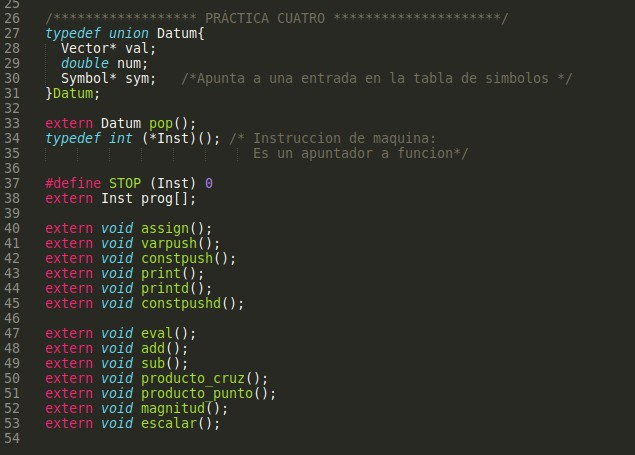 25
26 /****************** PRÁCTICA CUATRO *********************/
27 typedef union Datum{
28 Vector* val;
29 double num;
30 Symbol* sym; /*Apunta a una entrada en la tabla de simbolos */
31 }Datum;
32
33 extern Datum pop();
34 typedef int (*Inst)(); /* Instruccion de maquina:
35 Es un apuntador a funcion*/
36
37 #define STOP (Inst) 0
38 extern Inst prog[];
39
40 extern void assign();
41 extern void varpush();
42 extern void constpush();
43 extern void print();
44 extern void printd();
45 extern void constpushd();
46
47 extern void eval();
48 extern void add();
49 extern void sub();
50 extern void producto_cruz();
51 extern void producto_punto();
52 extern void magnitud();
53 extern void escalar();
54